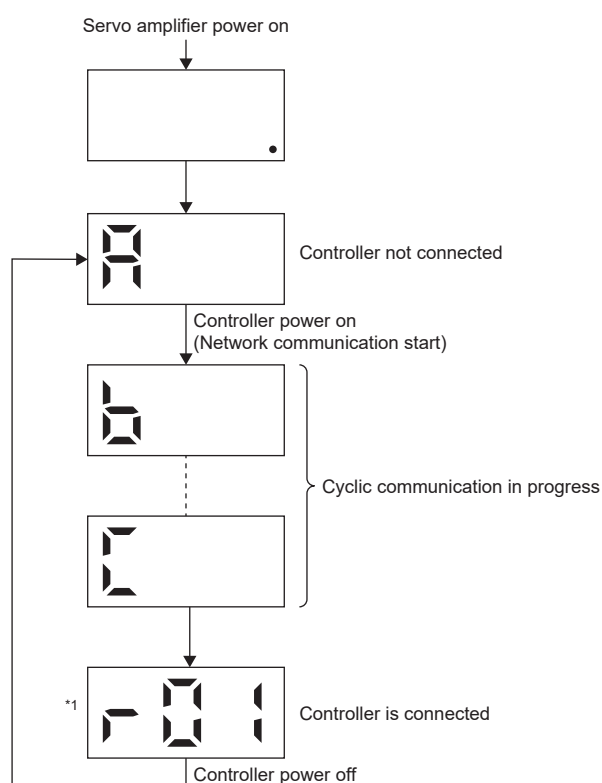 Servo amplifier power on
.
A
Controller not connected
Controller power on
(Network communication start)
b
Cyclic communication in progress
C
*1
r01
Controller is connected
Controller power off